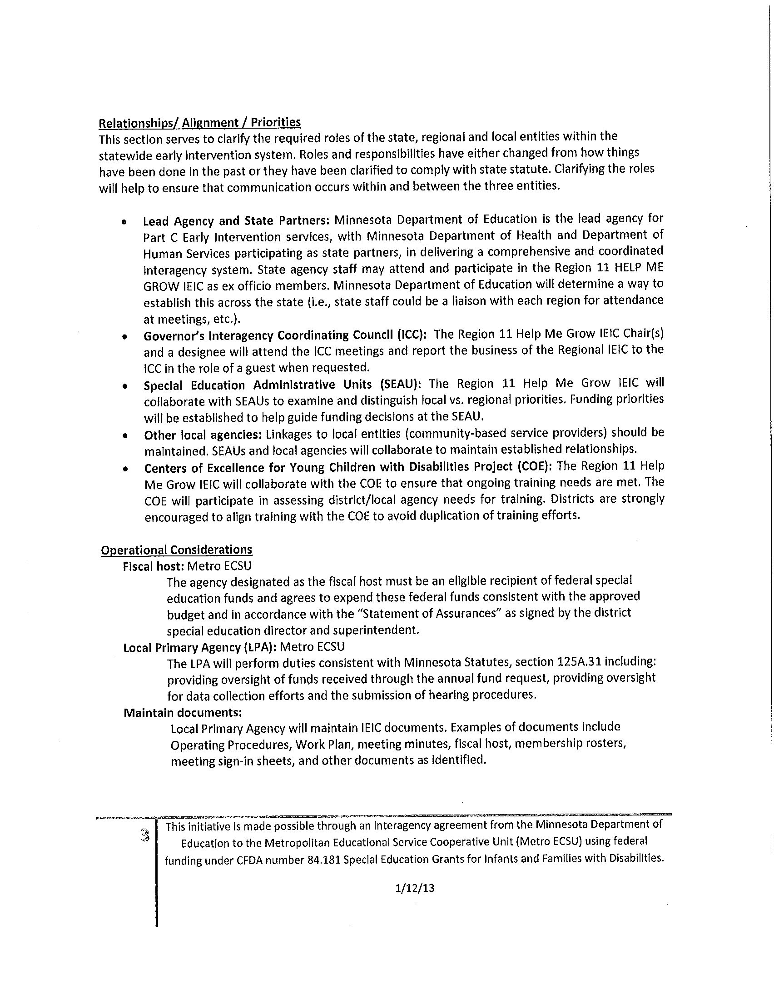 Relationships/ Alignment / Priorities
This section serves to clarify the required roles of the state, regional and local entities within the
statewide early intervention system. Roles and responsibilities have either changed from how things
have been done in the past or they have been clarified to comply with state statute. Clarifying the roles
will help to ensure that communication occurs within and between the three entities.
• Lead Agency and State Partners: Minnesota Department of Education is the lead agency for
Part C Early Intervention services, with Minnesota Department of Health and Department of
Human Services participating as state partners, in delivering a comprehensive and coordinated
interagency system. State agency staff may attend and participate in the Region 11 HELP ME
GROW IEIC as ex officio members. Minnesota Department of Education will determine a way to
establish this across the state (i.e., state staff could be a liaison with each region for attendance
at meetings, etc.).
• Governor's Interagency Coordinating Council (ICC): The Region 11 Help Me Grow IEIC Chair(s)
and a designee will attend the ICC meetings and report the business of the Regional IEIC to the
ICC in the role of a guest when requested.
• Special Education Administrative Units (SEAU): The Region 11 Help Me Grow IEIC will
collaborate with SEAUs to examine and distinguish local vs. regional priorities. Funding priorities
will be established to help guide funding decisions at the SEAU.
• Other local agencies: Linkages to local entities (community-based service providers) should be
maintained. SEAUs and local agencies will collaborate to maintain established relationships.
• Centers of Excellence for Young Children with Disabilities Project (COE): The Region 11 Help
Me Grow IEIC will collaborate with the COE to ensure that ongoing training needs are met. The
COE will participate in assessing district/local agency needs for training. Districts are strongly
encouraged to align training with the COE to avoid duplication of training efforts.
Operational Considerations
Fiscal host: Metro ECSU
The agency designated as the fiscal host must be an eligible recipient of federal special
education funds and agrees to expend these federal funds consistent with the approved
budget and in accordance with the "Statement of Assurances" as signed by the district
special education director and superintendent.
Local Primary Agency (LPA): Metro ECSU
The LPA will perform duties consistent with Minnesota Statutes, section 125A.31 including:
providing oversight of funds received through the annual fund request, providing oversight
for data collection efforts and the submission of hearing procedures.
Maintain documents:
Local Primary Agency will maintain IEIC documents. Examples of documents include
Operating Procedures, Work Plan, meeting minutes, fiscal host, membership rosters,
meeting sign-in sheets, and other documents as identified.
3
This initiative is made possible through an interagency agreement from the Minnesota Department of
Education to the Metropolitan Educational Service Cooperative Unit (Metro ECSU) using federal
funding under CFDA number 84.181 Special Education Grants for Infants and Families with Disabilities.
1/12/13